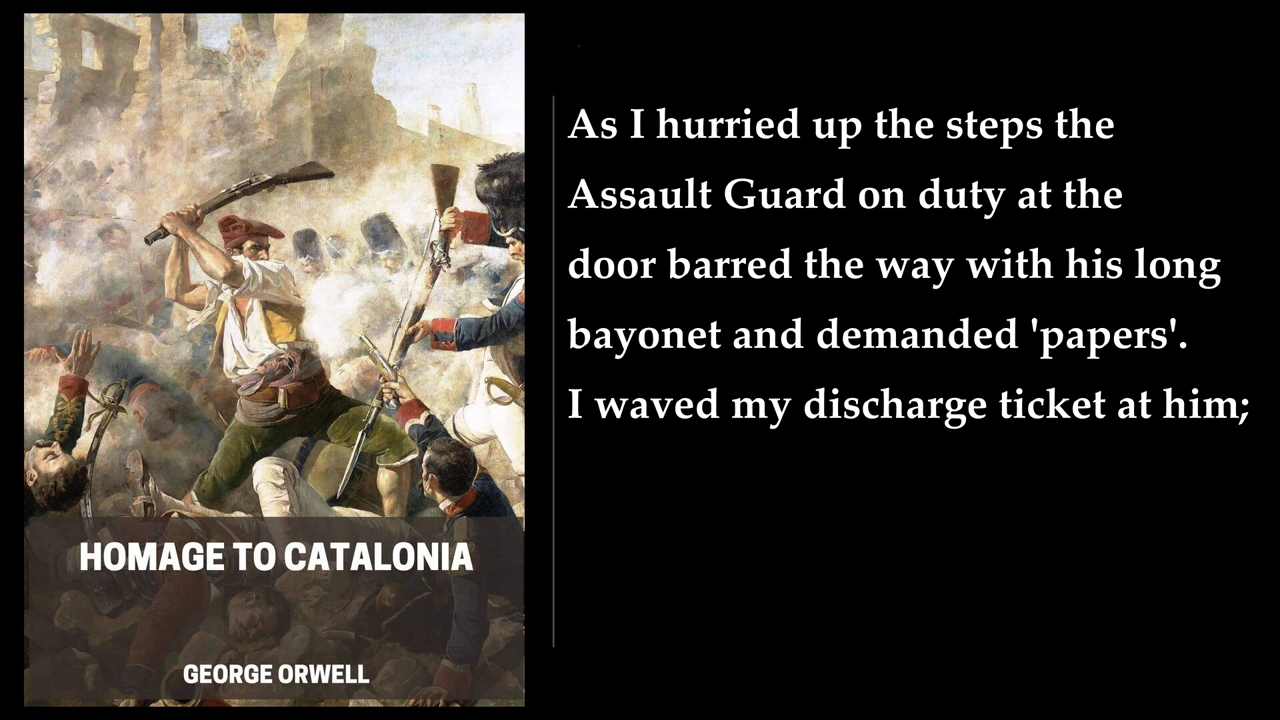 HOMAGE TO CATALONIA
GEORGE ORWELL
As I hurried up the steps the
Assault Guard on duty at the
door barred the way with his long
bayonet and demanded 'papers'.
I waved my discharge ticket at him;